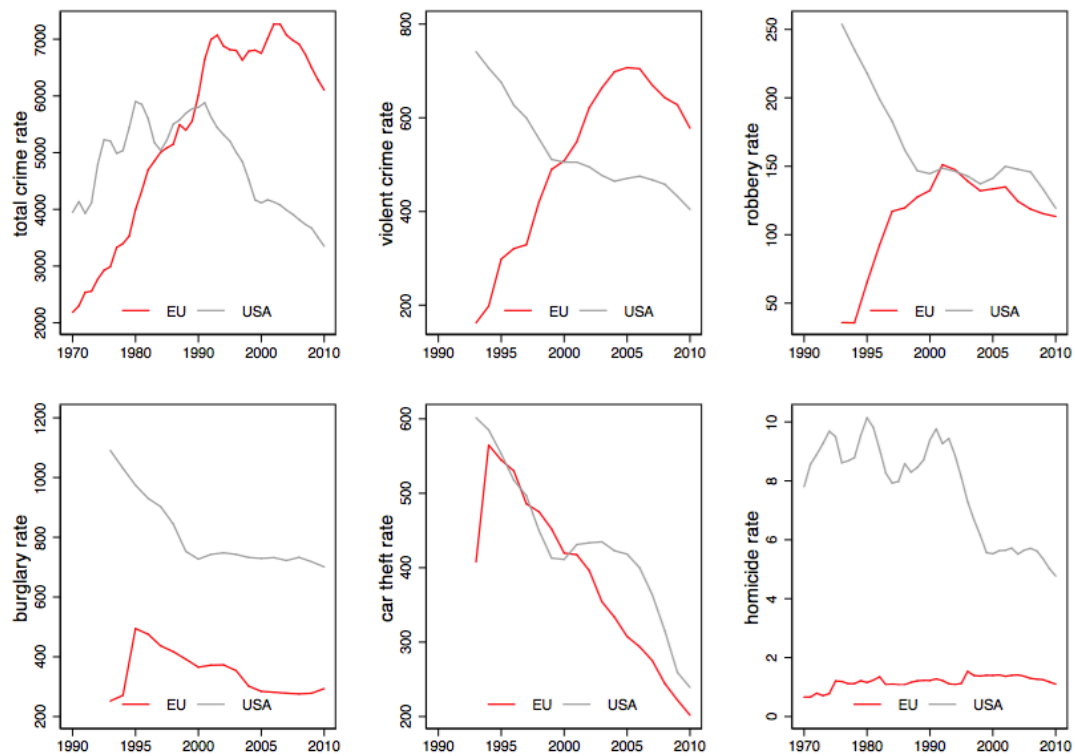 total crime rate
2000 3000 4000 5000 6000 7000
EU USA
1970 1980 1990 2000 2010
violent crime rate
200 400 600 800
EU USA
1990 1995 2000 2005 2010
robbery rate
50 100 150 200 250
EU USA
1990 1995 2000 2005 2010
burglary rate
200 400 600 800 1000 1200
EU USA
1990 1995 2000 2005 2010
car theft rate
200 300 400 500 600
EU USA
1990 1995 2000 2005 2010
homicide rate
0 2 4 6 8 10
EU USA
1970 1980 1990 2000 2010